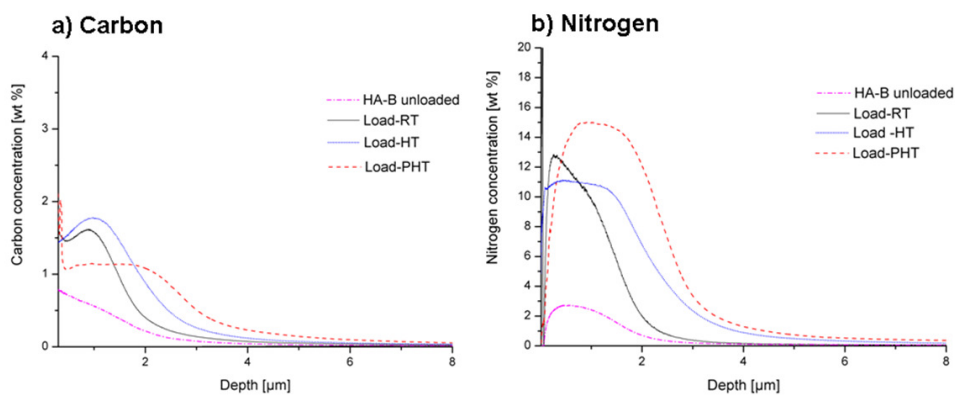 a) Carbon
Carbon concentration [wt %]
4
3
2
1
0
2
4
6
8
Depth [µm]
HA-B unloaded
Load-RT
Load-HT
Load-PHT
b) Nitrogen
Nitrogen concentration [wt %]
20
18
16
14
12
10
8
6
4
2
0
2
4
6
8
Depth [µm]
HA-B unloaded
Load-RT
Load -HT
Load-PHT